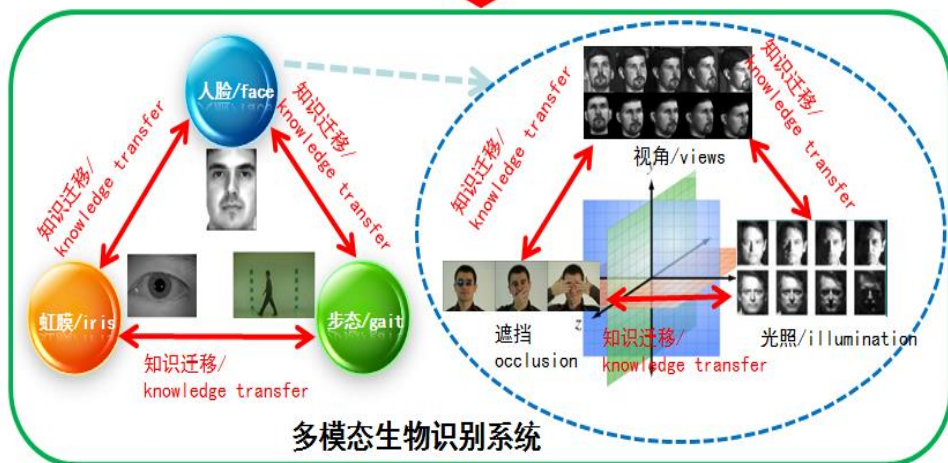 人脸/face
知识迁移/
knowledge transfer
知识迁移/
knowledge transfer
虹膜/iris
步态/gait
知识迁移/
knowledge transfer
知识迁移/
knowledge transfer
知识迁移/
knowledge transfer
视角/views
y
z
遮挡
occlusion
知识迁移/
knowledge transfer
光照/illumination
多模态生物识别系统